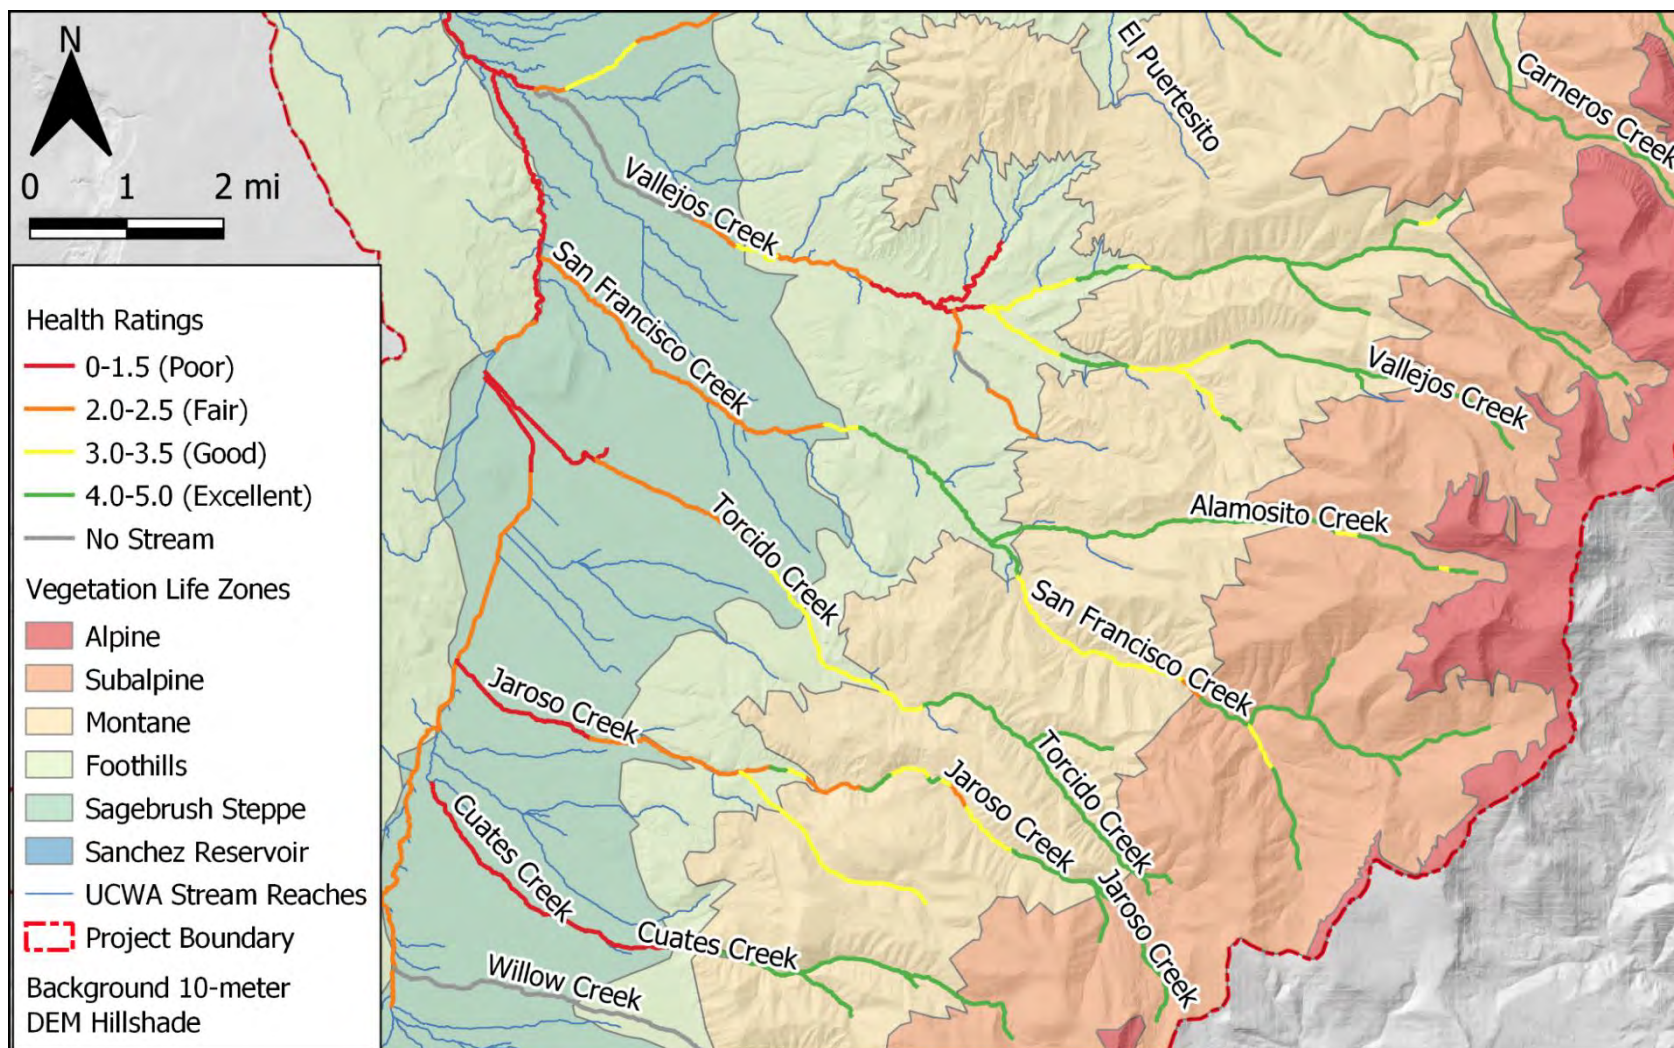 N
0 1 2 mi
Health Ratings
0-1.5 (Poor)
2.0-2.5 (Fair)
3.0-3.5 (Good)
4.0-5.0 (Excellent)
No Stream
Vegetation Life Zones
Alpine
Subalpine
Montane
Foothills
Sagebrush Steppe
Sanchez Reservoir
UCWA Stream Reaches
Project Boundary
Background 10-meter
DEM Hillshade
El Puertesito
Carneros Creek
Vallejos Creek
San Francisco Creek
Vallejos Creek
Alamosito Creek
Torcido Creek
San Francisco Creek
Jaroso Creek
Torcido Creek
Jaroso Creek
Cuates Creek
Jaroso Creek
Cuates Creek
Willow Creek